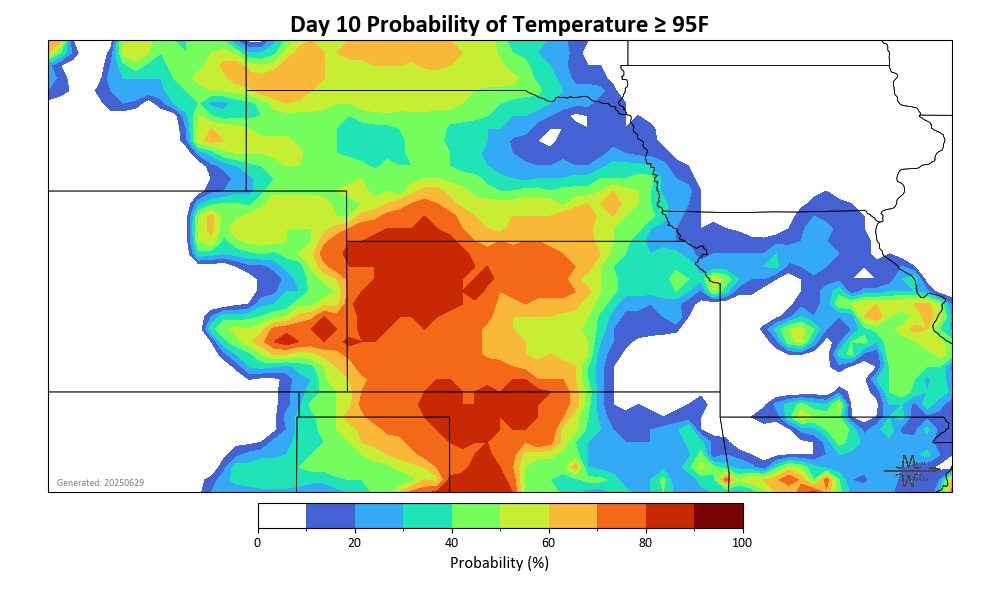 Day 10 Probability of Temperature ≥ 95F
Generated: 20250629
0 20 40 60 80 100
Probability (%)